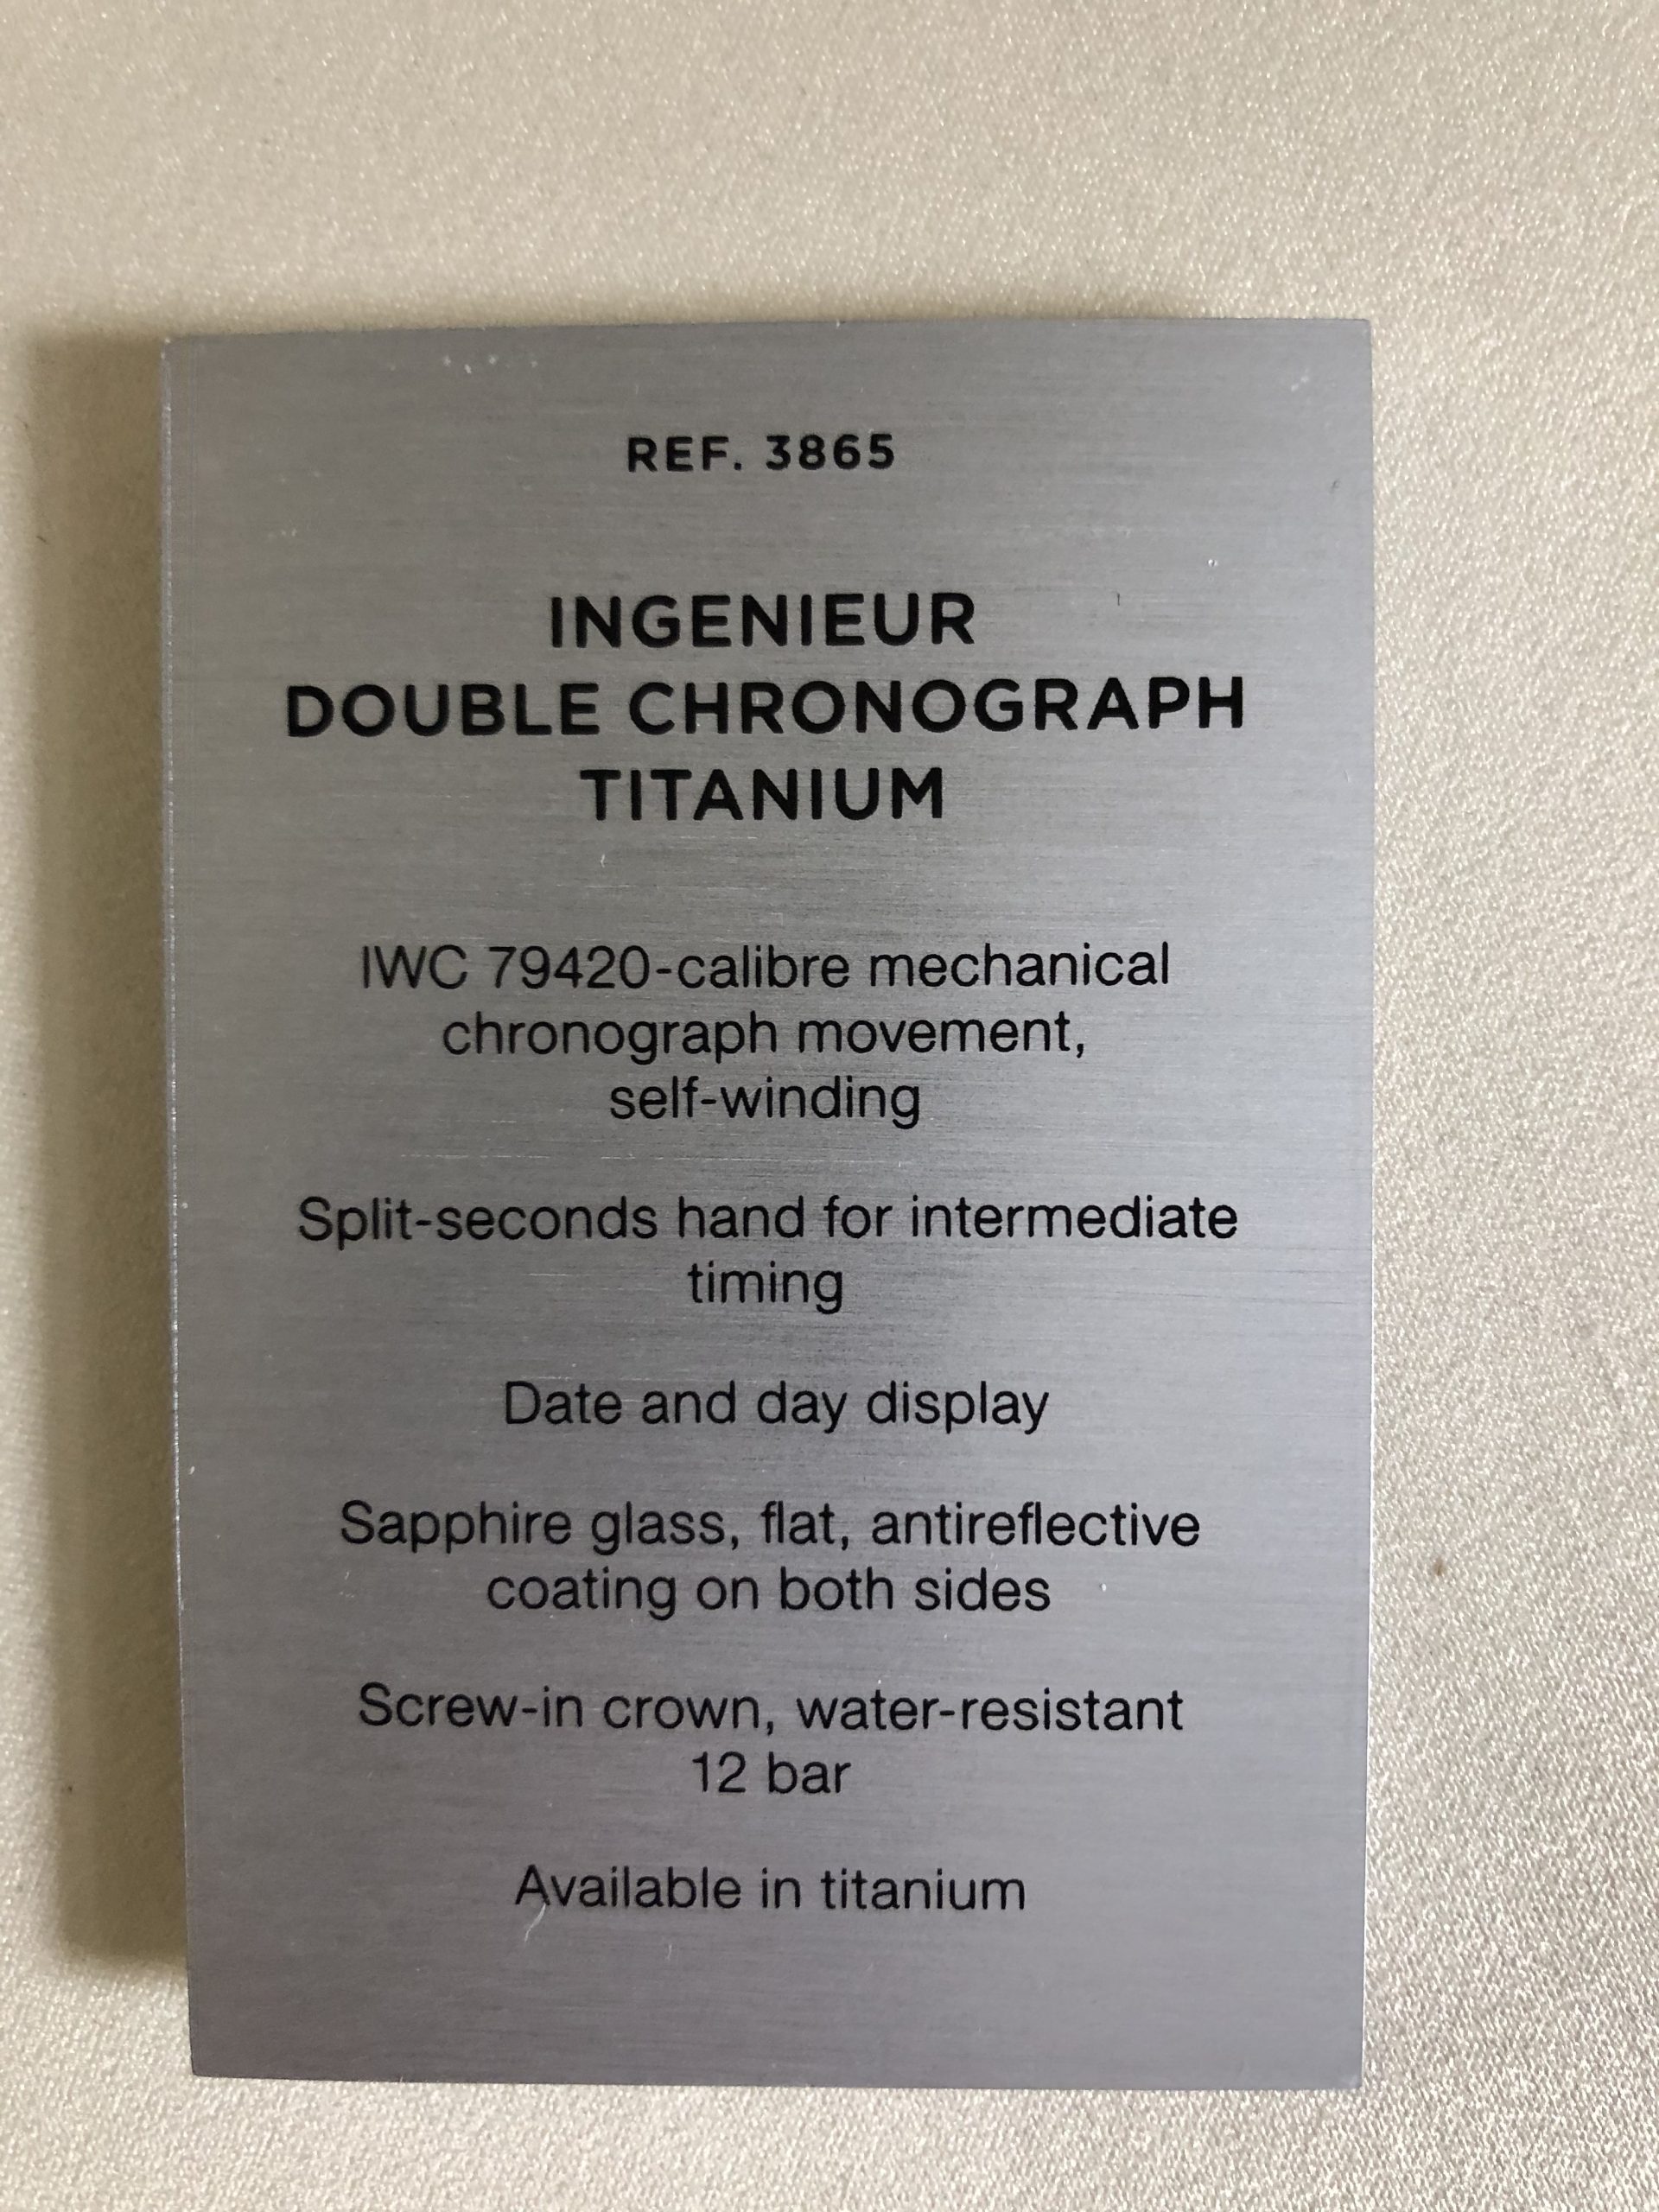 REF. 3865
INGENIEUR
DOUBLE CHRONOGRAPH
TITANIUM
IWC 79420-calibre mechanical
chronograph movement,
self-winding
Split-seconds hand for intermediate
timing
Date and day display
Sapphire glass, flat, antireflective
coating on both sides
Screw-in crown, water-resistant
12 bar
Available in titanium